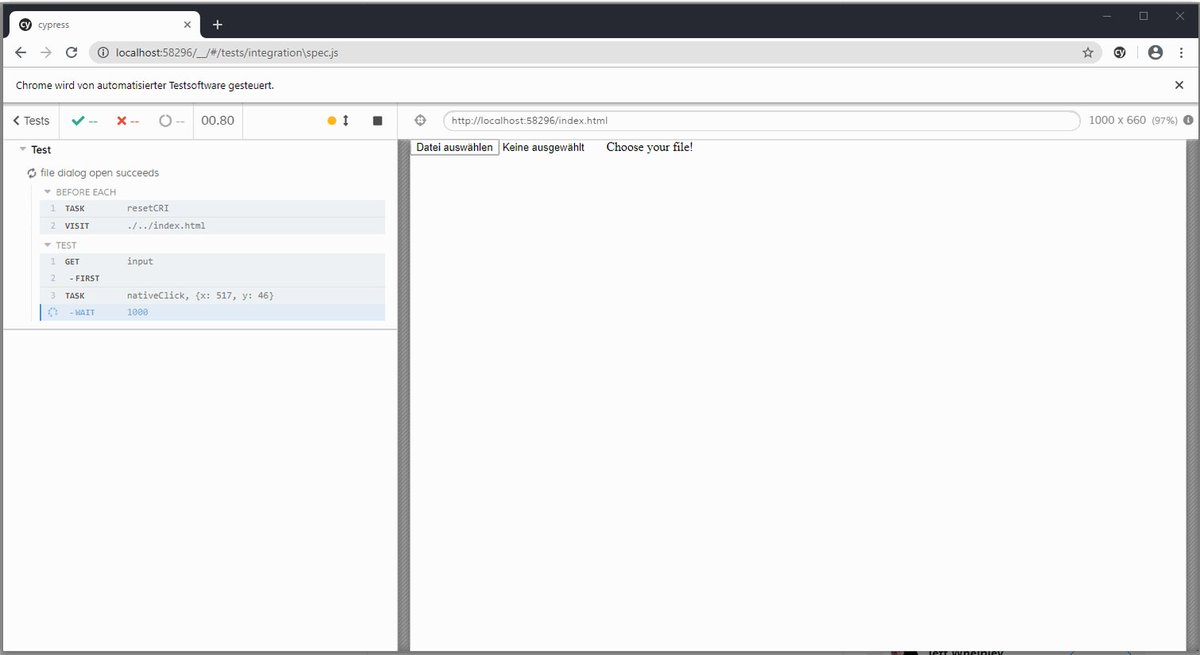 cy cypress
localhost:58296/__/#/tests/integration\spec.js cy
Chrome wird von automatisierter Testsoftware gesteuert.
Tests -- -- -- 00.80
http://localhost:58296/index.html 1000 x 660 (97%)
Datei auswählen Keine ausgewählt Choose your file!
Test
file dialog open succeeds
BEFORE EACH
1 TASK resetCRI
2 VISIT ./../index.html
TEST
1 GET input
2 -FIRST
3 TASK nativeClick, {x: 517, y: 46}
-WAIT 1000